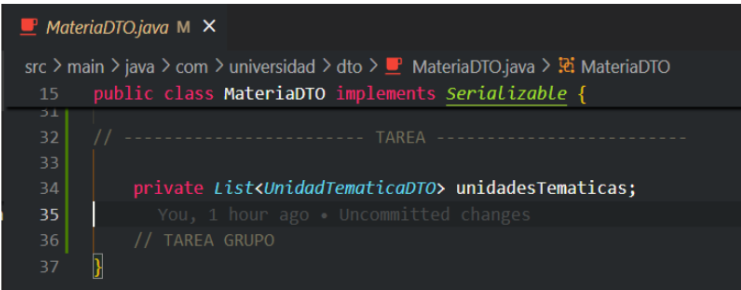 MateriaDTO.java M X
src > main > java > com > universidad > dto > MateriaDTO.java > MateriaDTO
15 public class MateriaDTO implements Serializable {
31
32 // ------------------------ TAREA -------------------------
33
34 private List<UnidadTematicaDTO> unidadesTematicas;
35 You, 1 hour ago • Uncommitted changes
36 // TAREA GRUPO
37 }